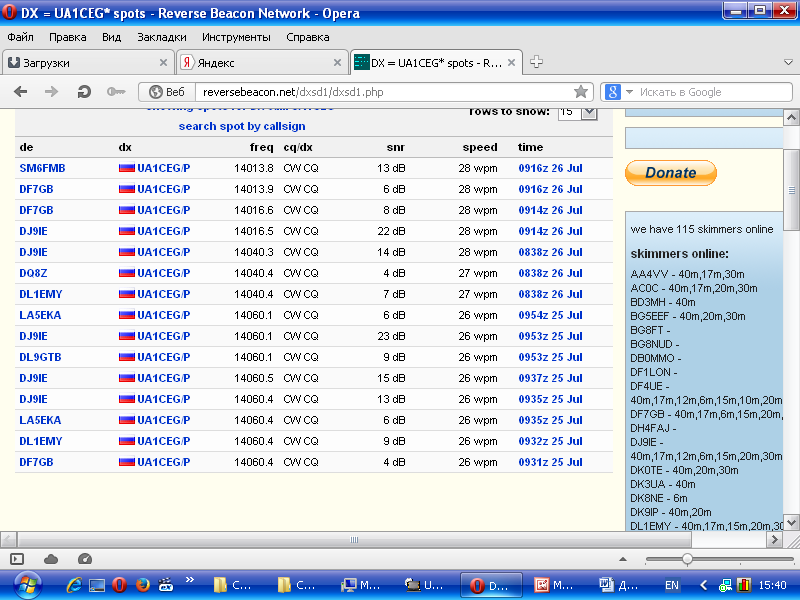 DX = UA1CEG* spots - Reverse Beacon Network - Opera
Файл Правка Вид Закладки Инструменты Справка
Загрузки Яндекс DX = UA1CEG* spots - R...
Веб reversebeacon.net/dxsd1/dxsd1.php Искать в Google
rows to show: 15
search spot by callsign
de dx freq cq/dx snr speed time
SM6FMB UA1CEG/P 14013.8 CW CQ 13 dB 28 wpm 0916z 26 Jul
DF7GB UA1CEG/P 14013.9 CW CQ 6 dB 28 wpm 0916z 26 Jul
DF7GB UA1CEG/P 14016.6 CW CQ 8 dB 28 wpm 0914z 26 Jul
DJ9IE UA1CEG/P 14016.5 CW CQ 22 dB 28 wpm 0914z 26 Jul
DJ9IE UA1CEG/P 14040.3 CW CQ 14 dB 28 wpm 0838z 26 Jul
DQ8Z UA1CEG/P 14040.4 CW CQ 4 dB 27 wpm 0838z 26 Jul
DL1EMY UA1CEG/P 14040.4 CW CQ 7 dB 27 wpm 0838z 26 Jul
LA5EKA UA1CEG/P 14060.1 CW CQ 6 dB 26 wpm 0954z 25 Jul
DJ9IE UA1CEG/P 14060.1 CW CQ 23 dB 26 wpm 0953z 25 Jul
DL9GTB UA1CEG/P 14060.1 CW CQ 9 dB 26 wpm 0953z 25 Jul
DJ9IE UA1CEG/P 14060.5 CW CQ 15 dB 26 wpm 0937z 25 Jul
DJ9IE UA1CEG/P 14060.4 CW CQ 13 dB 26 wpm 0935z 25 Jul
LA5EKA UA1CEG/P 14060.4 CW CQ 6 dB 26 wpm 0935z 25 Jul
DL1EMY UA1CEG/P 14060.4 CW CQ 9 dB 26 wpm 0932z 25 Jul
DF7GB UA1CEG/P 14060.4 CW CQ 4 dB 26 wpm 0931z 25 Jul
Donate
we have 115 skimmers online
skimmers online:
AA4VV - 40m,17m,30m
AC0C - 40m,17m,20m,30m
BD3MH - 40m
BG5EEF - 40m,20m,30m
BG8FT -
BG8NUD -
DB0MMO -
DF1LON -
DF4UE -
40m,17m,12m,6m,15m,10m,20m
DF7GB - 40m,17m,6m,15m,20m,
DH4FAJ -
DJ9IE -
40m,17m,12m,6m,15m,20m,30m
DK0TE - 40m,20m,30m
DK3UA - 40m
DK8NE - 6m
DK9IP - 40m,20m
DL1EMY - 40m,17m,15m,20m,30
C... C... M... U... D... M... Д... EN 15:40